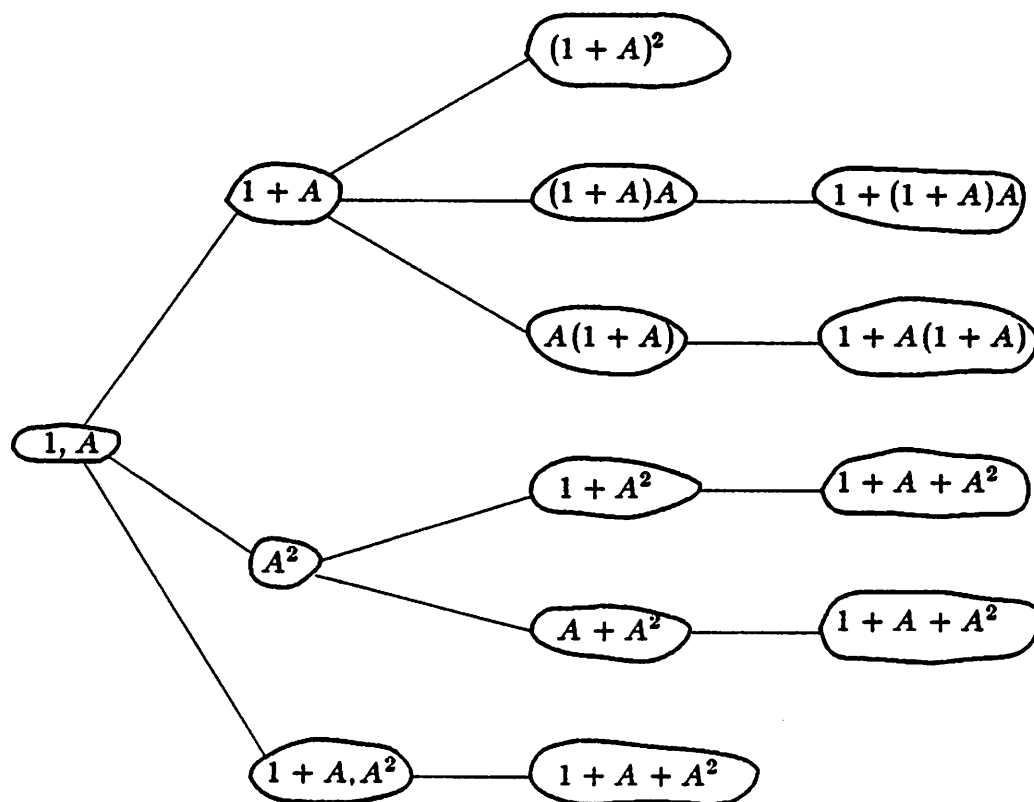 (1 + A)²
1 + A
(1 + A)A
1 + (1 + A)A
A(1 + A)
1 + A(1 + A)
1, A
1 + A²
1 + A + A²
A²
A + A²
1 + A + A²
1 + A, A²
1 + A + A²